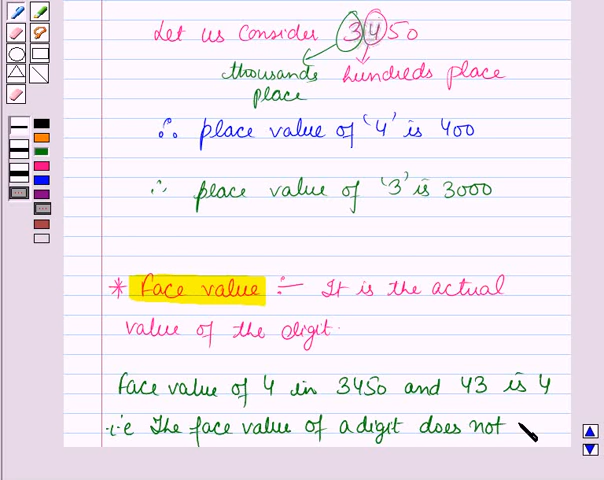 Let us consider 3450
thousands hundreds place
place
∴ place value of '4' is 400
∴ place value of '3' is 3000
* Face value :- It is the actual
value of the digit.
Face value of 4 in 3450 and 43 is 4
i.e The face value of a digit does not